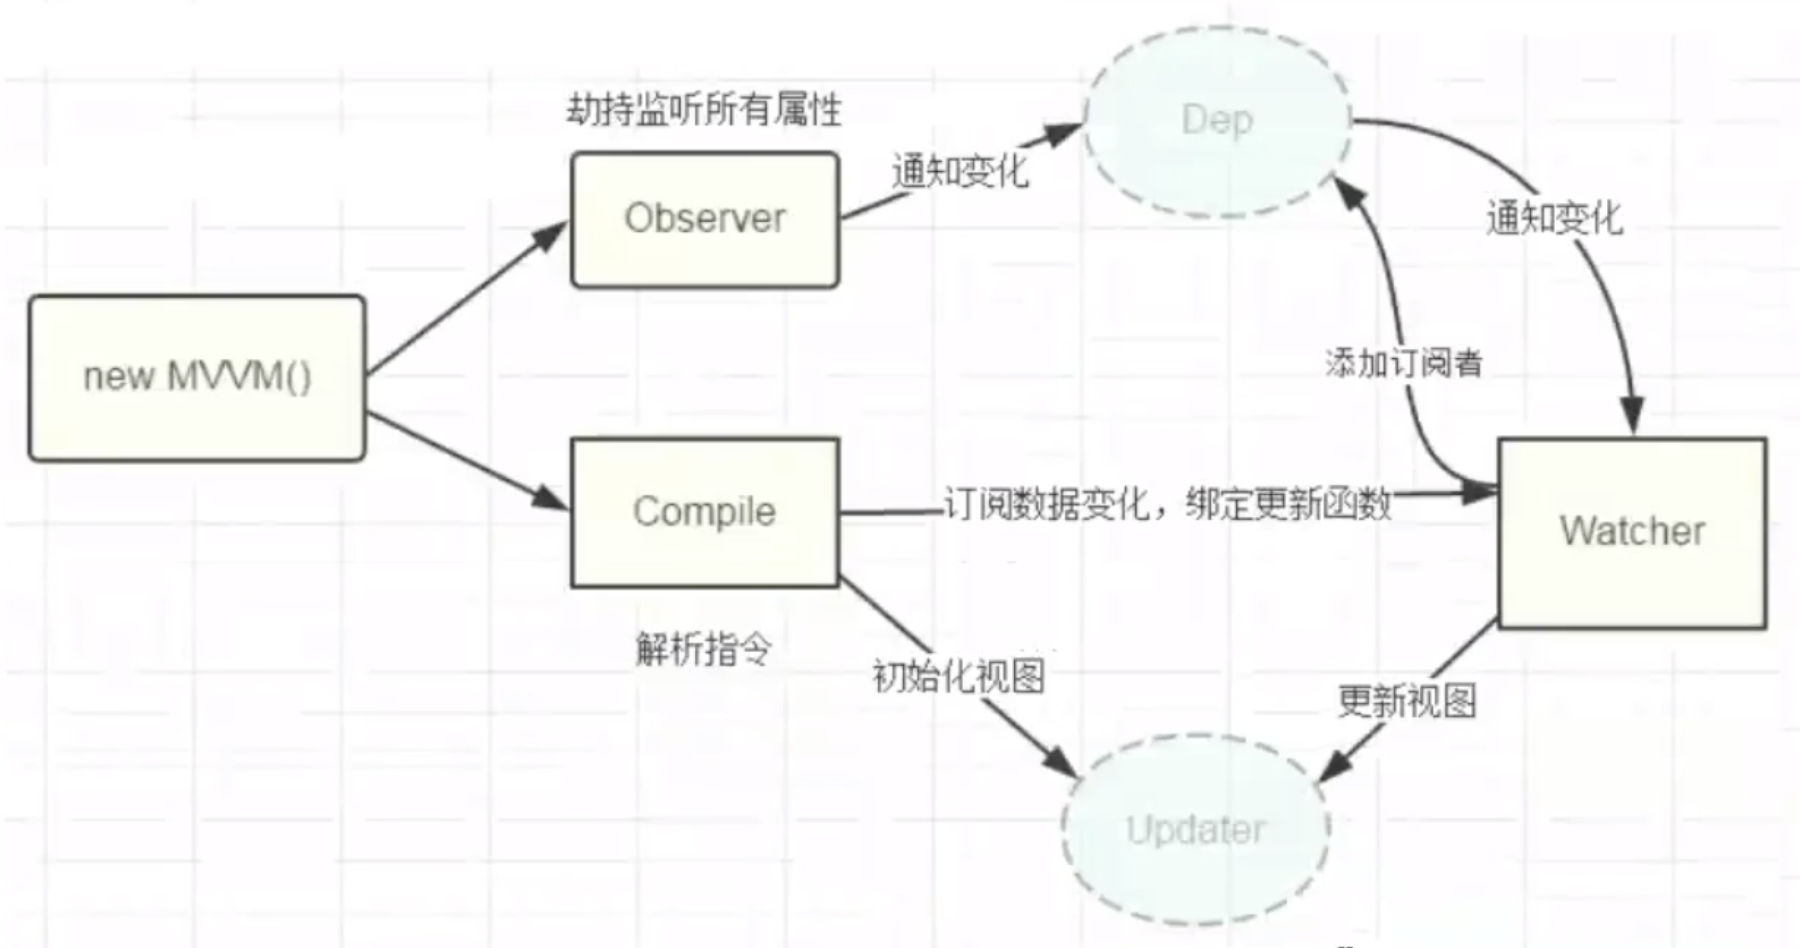 Dep
劫持监听所有属性
通知变化
Observer
通知变化
new MVVM()
添加订阅者
Compile
订阅数据变化，绑定更新函数
Watcher
解析指令
初始化视图
更新视图
Updater